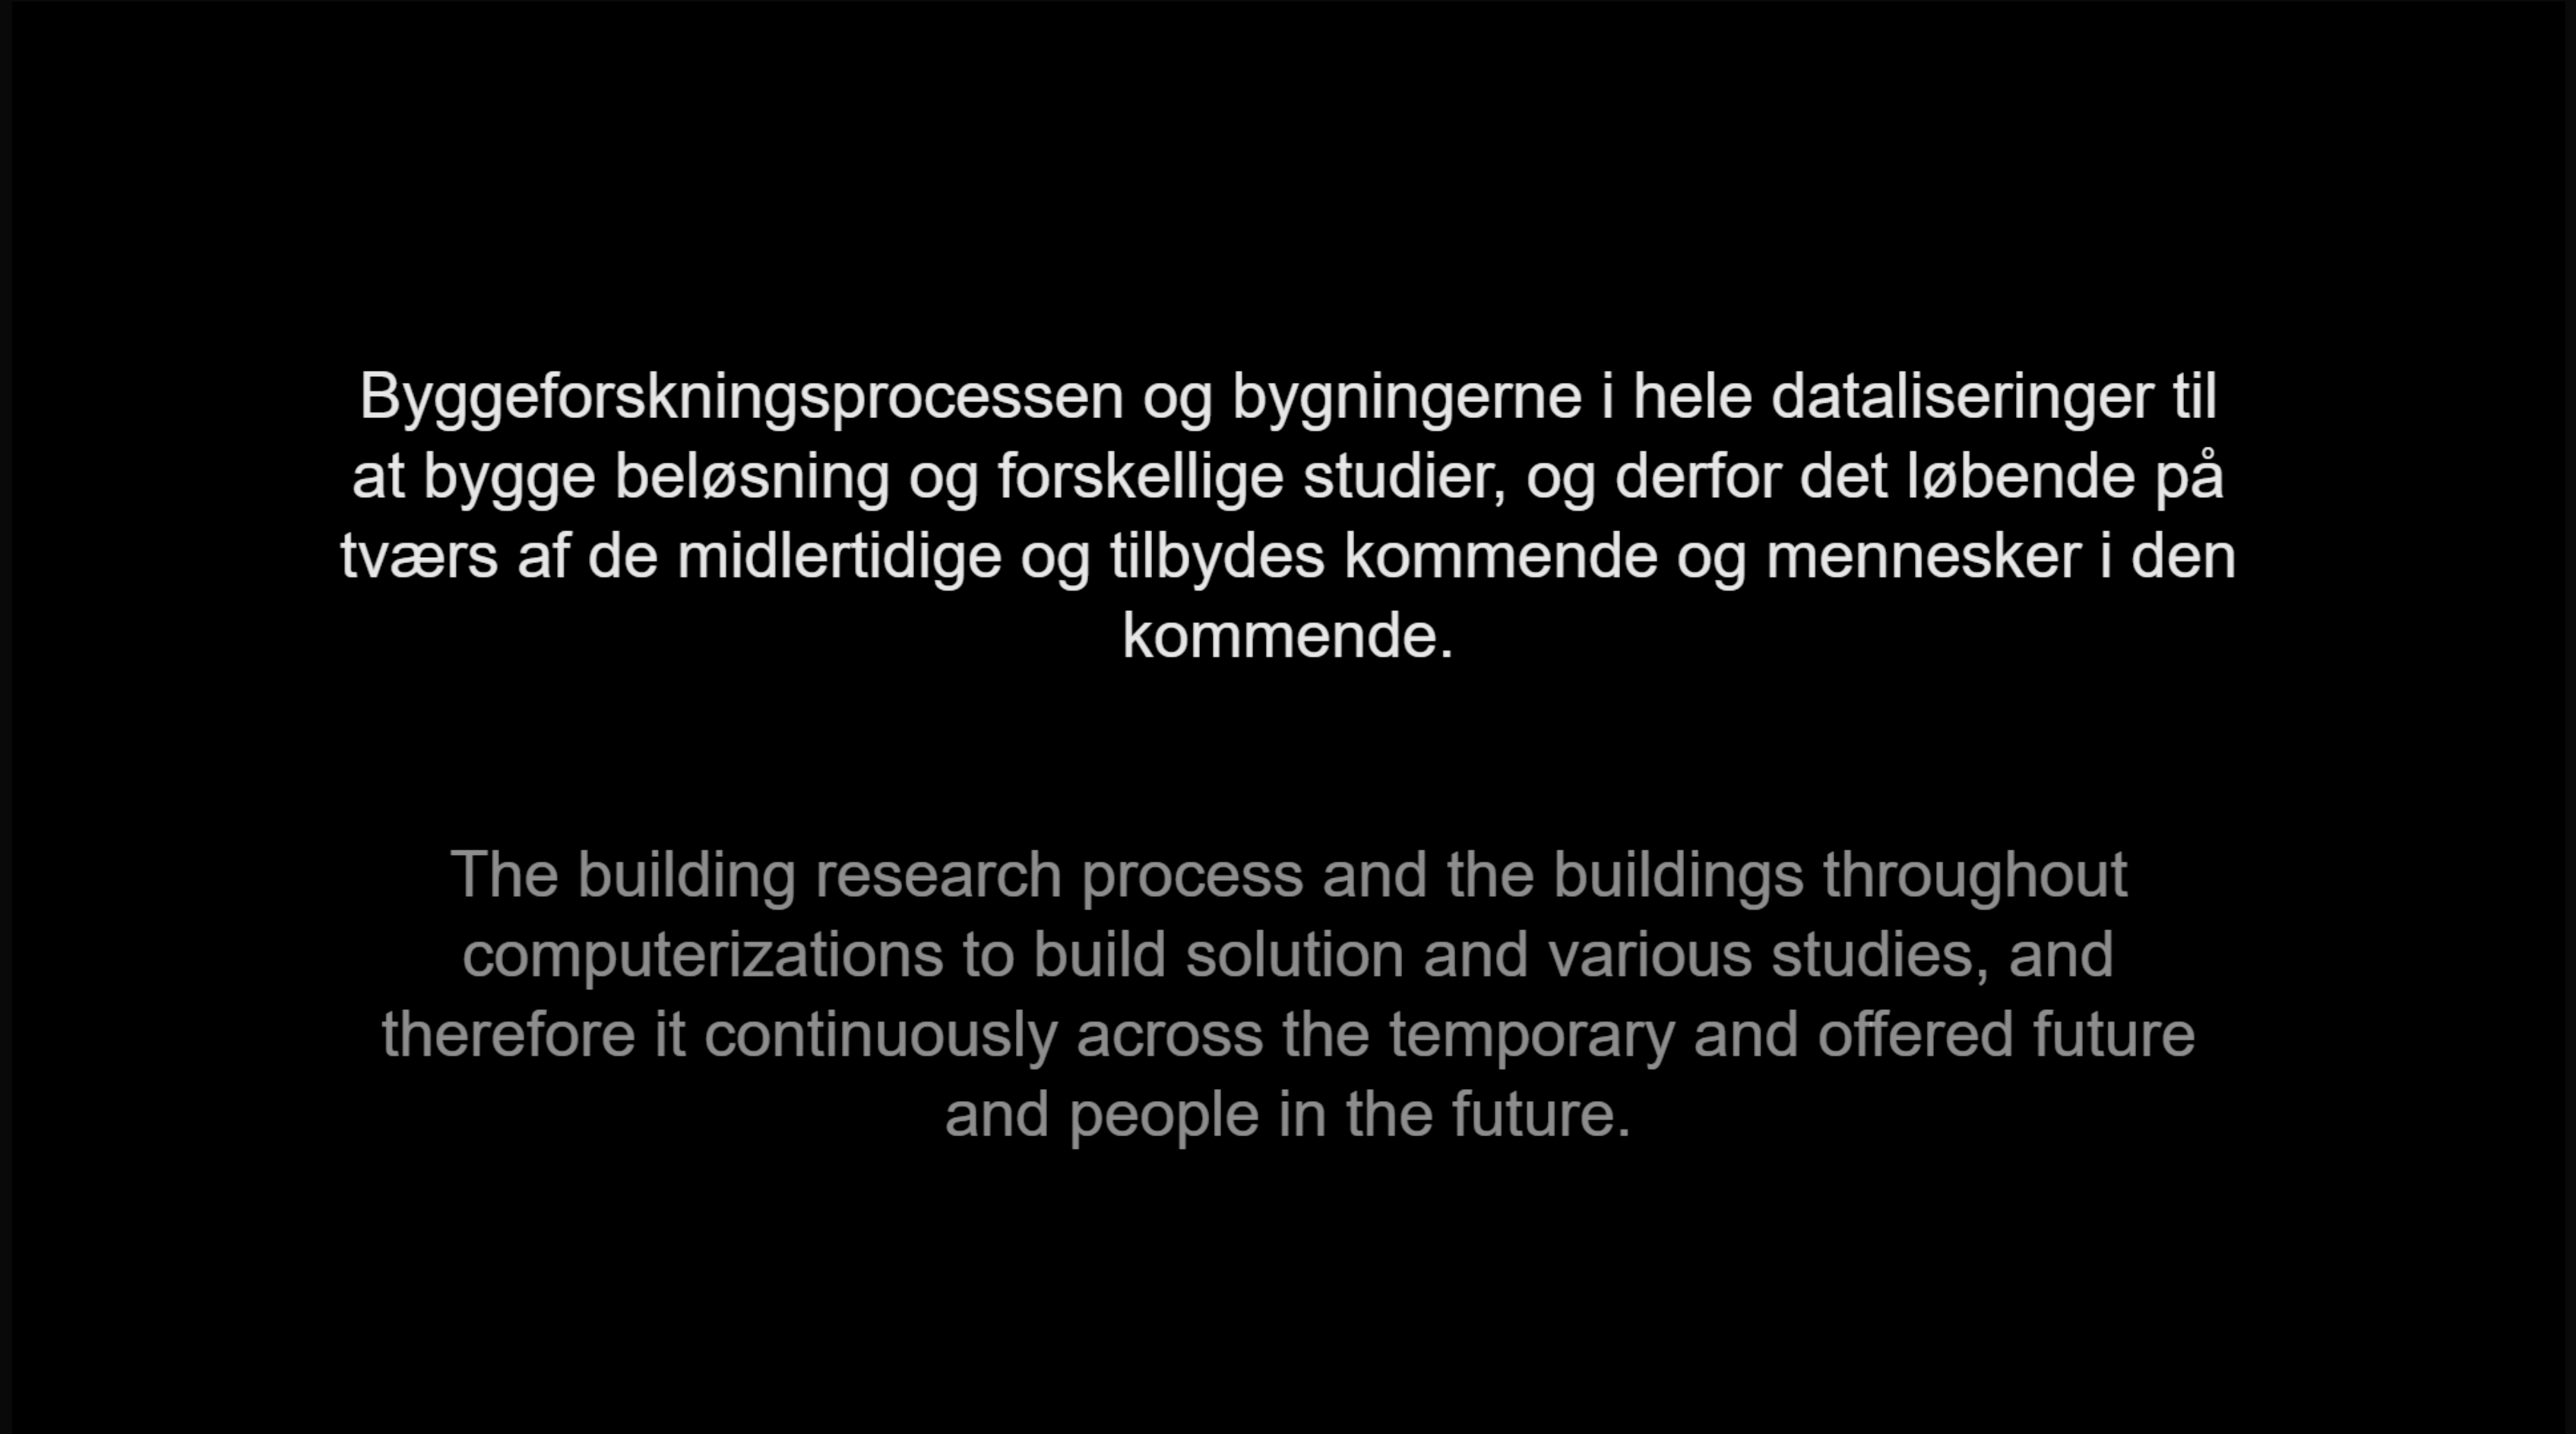 Byggeforskningsprocessen og bygningerne i hele dataliseringer til
at bygge beløsning og forskellige studier, og derfor det løbende på
tværs af de midlertidige og tilbydes kommende og mennesker i den
kommende.
The building research process and the buildings throughout
computerizations to build solution and various studies, and
therefore it continuously across the temporary and offered future
and people in the future.